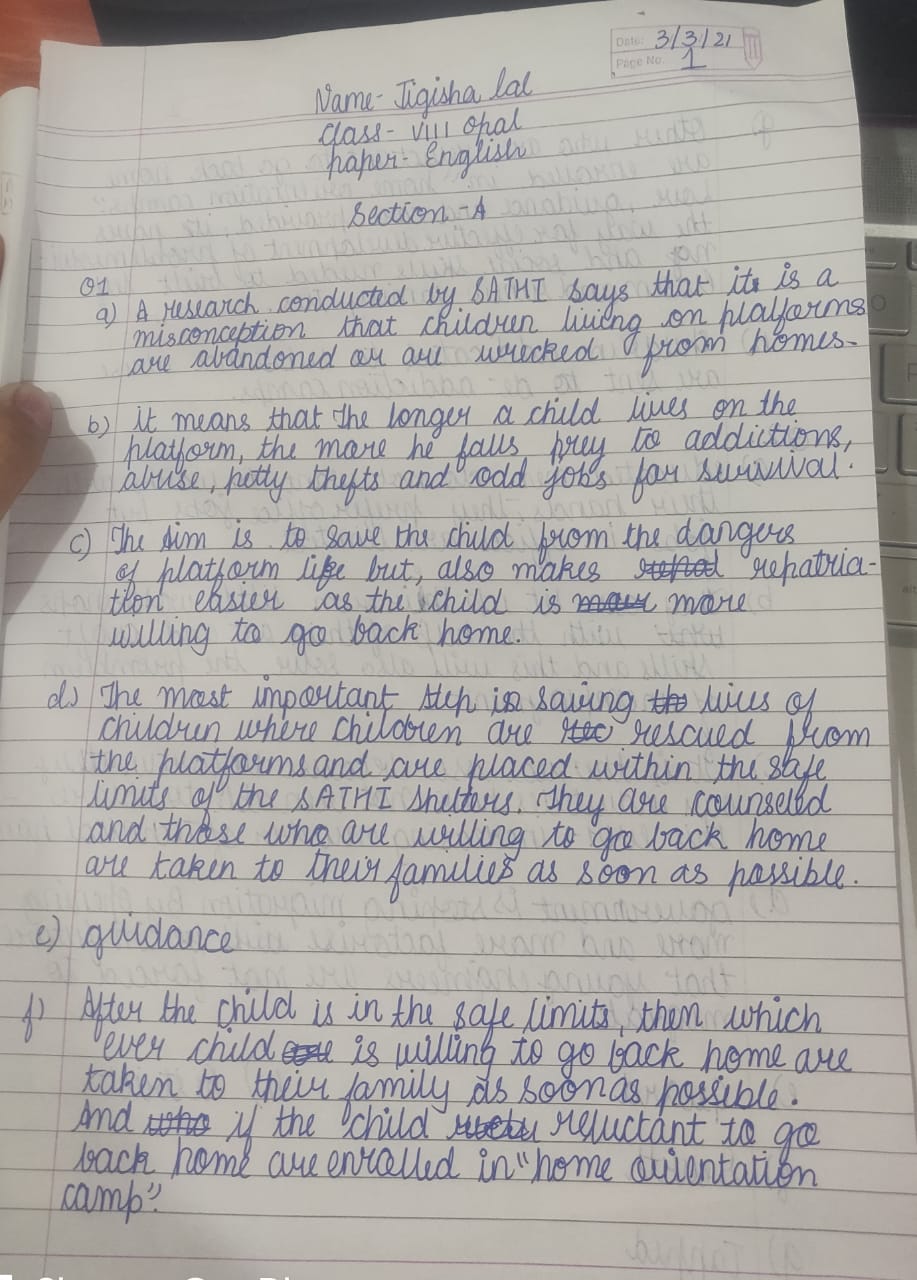 Date: 3/3/21
Page No. 1
Name- Jigisha lal
Class- VIII Opal
paper- English
Section-A
Q1
a) A research conducted by SATHI says that it is a
misconception that children living on platforms
are abandoned or are wrecked from homes-
b) it means that the longer a child lives on the
platform, the more he falls prey to addictions,
abuse, petty thefts and odd jobs for survival.
c) The aim is to save the child from the dangers
of platform life but, also makes repatria-
tion easier as the child is more
willing to go back home.
d) The most important step is saving lives of
children where children are rescued from
the platforms and are placed within the safe
limits of the SATHI shelters. They are counseled
and those who are willing to go back home
are taken to their families as soon as possible.
e) guidance
f) After the child is in the safe limits, then which
ever child is willing to go back home are
taken to their family as soon as possible.
And if the child reluctant to go
back home are enrolled in "home orientation
camp".